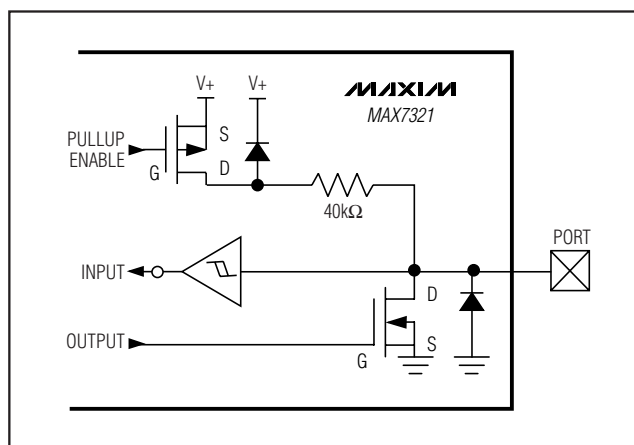 V+
V+
MAXIM
MAX7321
PULLUP
ENABLE
G
S
D
40kΩ
INPUT
PORT
D
OUTPUT
G
S